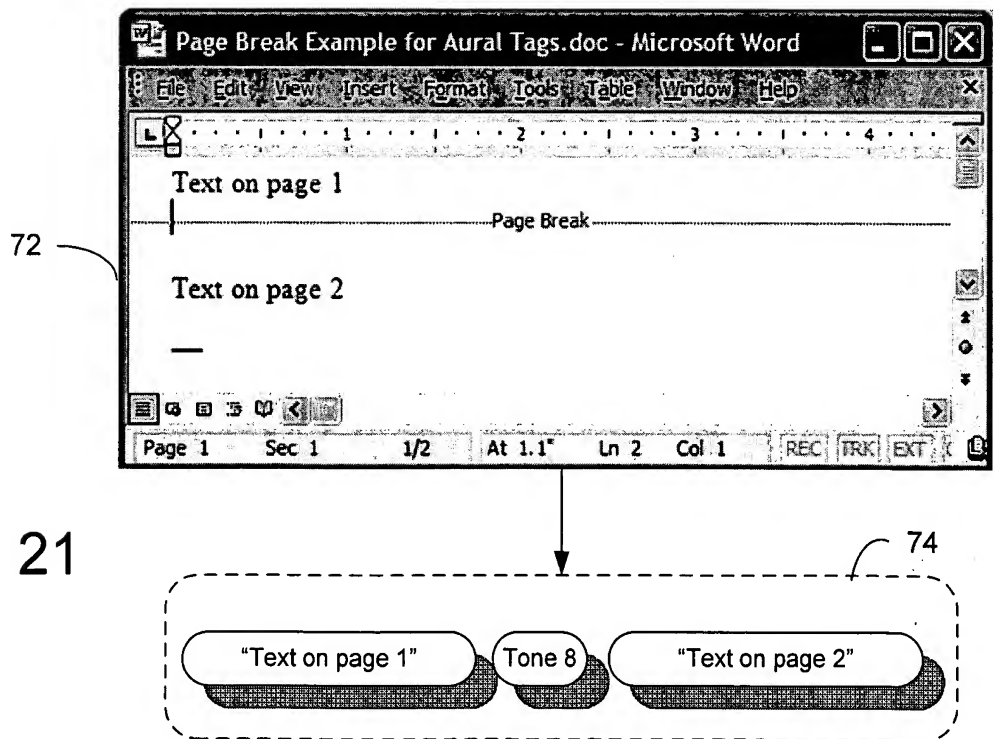 Page Break Example for Aural Tags.doc - Microsoft Word
File Edit View Insert Format Tools Table Window Help
L 1 2 3 4
Text on page 1
Page Break
72
Text on page 2
Page 1 Sec 1 1/2 At 1.1" Ln 2 Col 1 REC TRK EXT
21
74
"Text on page 1" Tone 8 "Text on page 2"